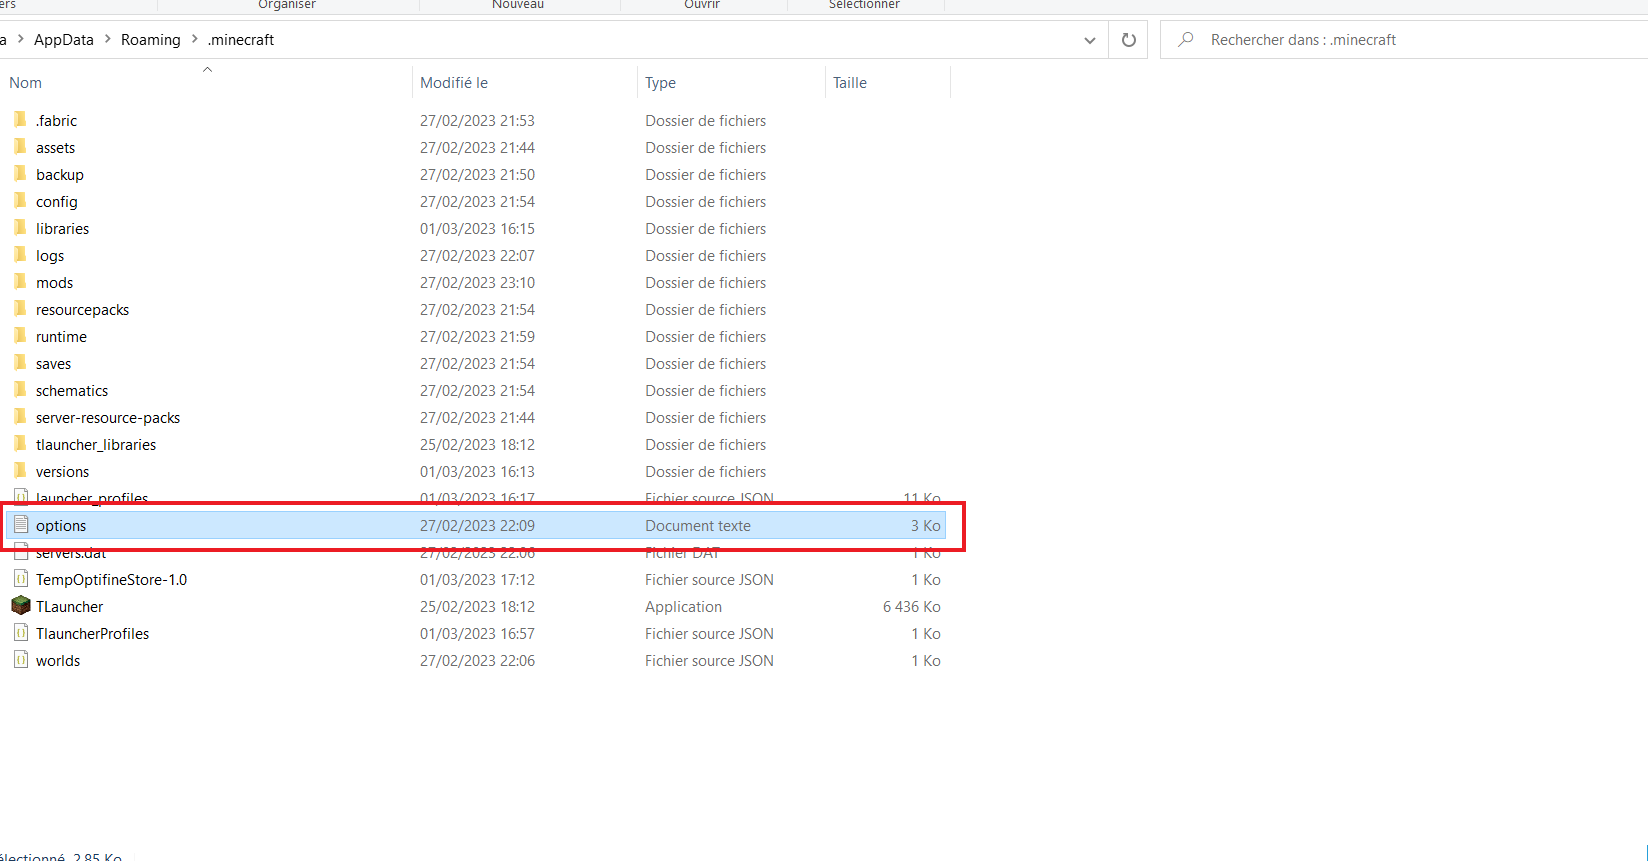 ers Organiser Nouveau Ouvrir Sélectionner
a > AppData > Roaming > .minecraft Rechercher dans : .minecraft
Nom Modifié le Type Taille
.fabric 27/02/2023 21:53 Dossier de fichiers
assets 27/02/2023 21:44 Dossier de fichiers
backup 27/02/2023 21:50 Dossier de fichiers
config 27/02/2023 21:54 Dossier de fichiers
libraries 01/03/2023 16:15 Dossier de fichiers
logs 27/02/2023 22:07 Dossier de fichiers
mods 27/02/2023 23:10 Dossier de fichiers
resourcepacks 27/02/2023 21:54 Dossier de fichiers
runtime 27/02/2023 21:59 Dossier de fichiers
saves 27/02/2023 21:54 Dossier de fichiers
schematics 27/02/2023 21:54 Dossier de fichiers
server-resource-packs 27/02/2023 21:44 Dossier de fichiers
tlauncher_libraries 25/02/2023 18:12 Dossier de fichiers
versions 01/03/2023 16:13 Dossier de fichiers
launcher_profiles 01/03/2023 16:17 Fichier source JSON 11 Ko
options 27/02/2023 22:09 Document texte 3 Ko
servers.dat 27/02/2023 22:06 Fichier DAT 1 Ko
TempOptifineStore-1.0 01/03/2023 17:12 Fichier source JSON 1 Ko
TLauncher 25/02/2023 18:12 Application 6 436 Ko
TlauncherProfiles 01/03/2023 16:57 Fichier source JSON 1 Ko
worlds 27/02/2023 22:06 Fichier source JSON 1 Ko
électionné 2,85 Ko